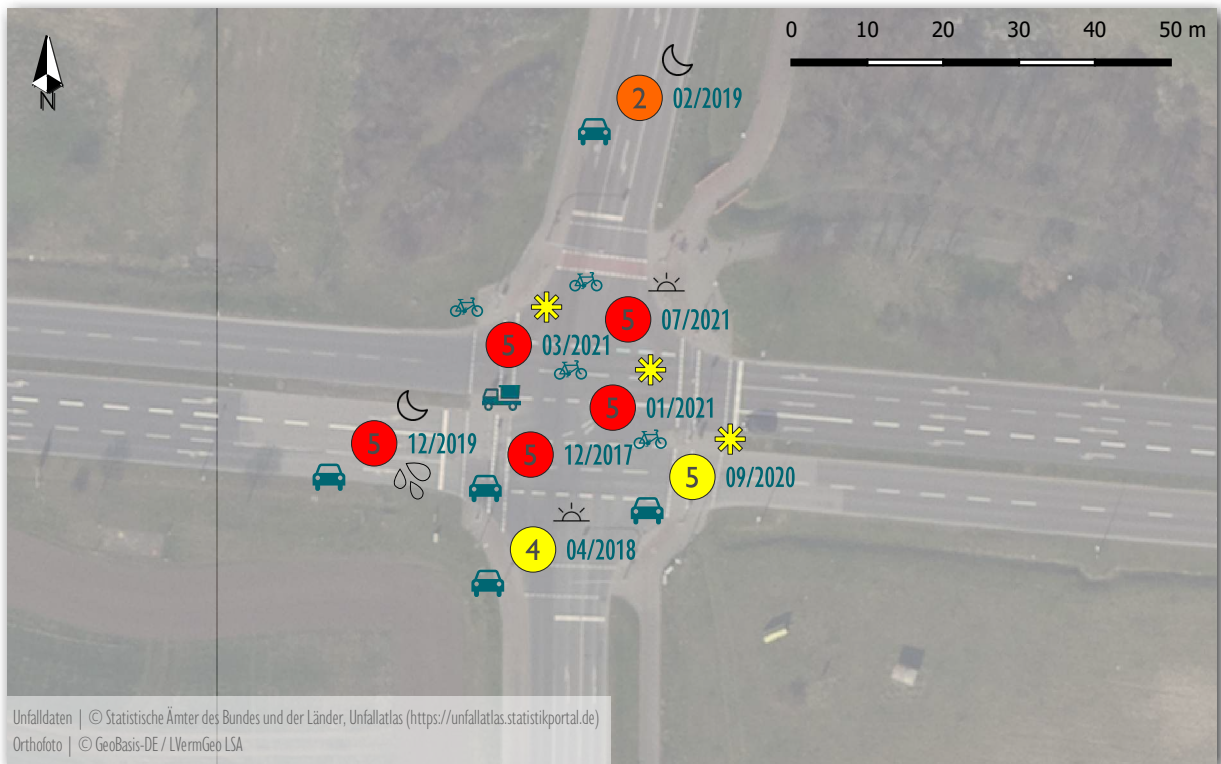 0 10 20 30 40 50 m
N
2 02/2019
5 07/2021
5 03/2021
5 01/2021
5 12/2019
5 12/2017
5 09/2020
4 04/2018
Unfalldaten | © Statistische Ämter des Bundes und der Länder, Unfallatlas (https://unfallatlas.statistikportal.de)
Orthofoto | © GeoBasis-DE / LVermGeo LSA